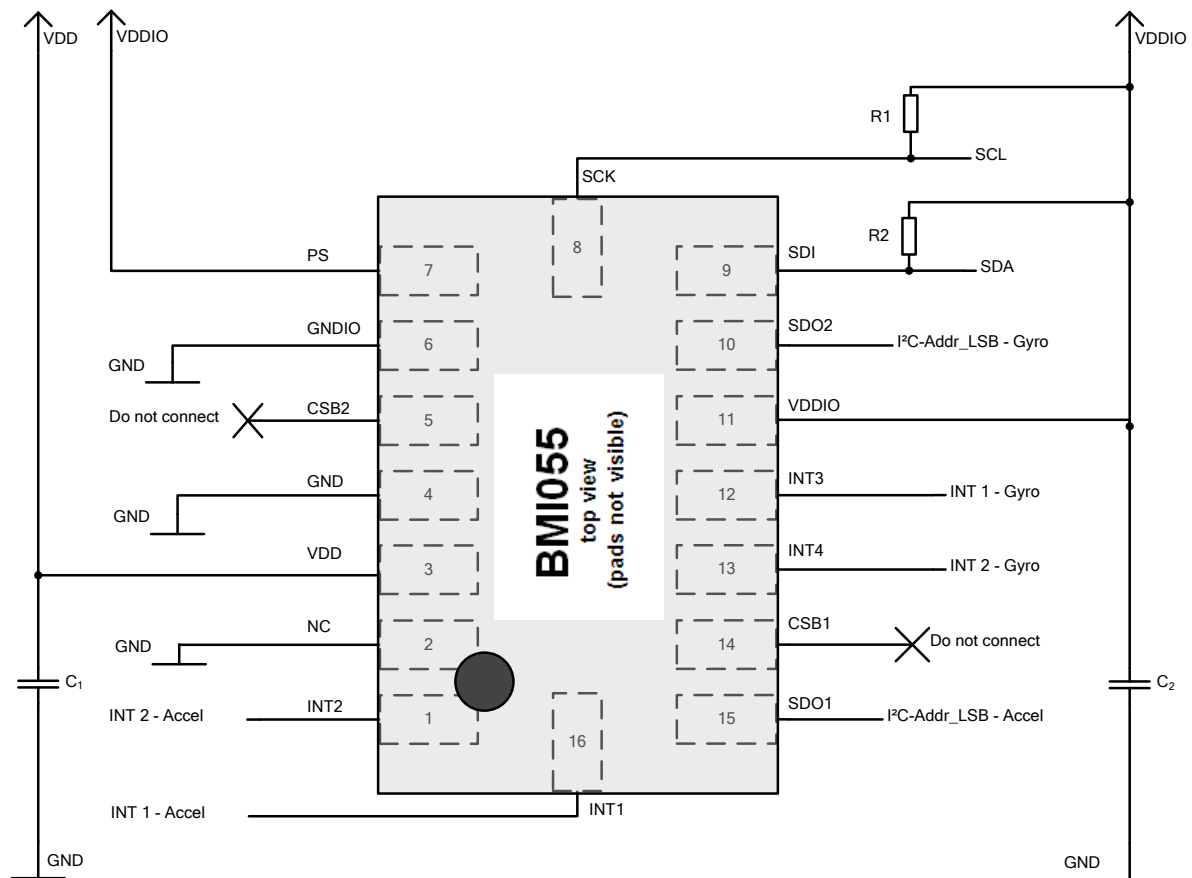 VDD
VDDIO
VDDIO
R1
SCL
SCK
8
R2
PS
7
9
SDI
SDA
GNDIO
GND
6
10
SDO2
I²C-Addr_LSB - Gyro
Do not connect
CSB2
5
11
VDDIO
BMI055
top view
(pads not visible)
GND
GND
4
12
INT3
INT 1 - Gyro
VDD
3
13
INT4
INT 2 - Gyro
NC
GND
2
14
CSB1
Do not connect
C₁
C₂
INT 2 - Accel
INT2
1
16
15
SDO1
I²C-Addr_LSB - Accel
INT 1 - Accel
INT1
GND
GND